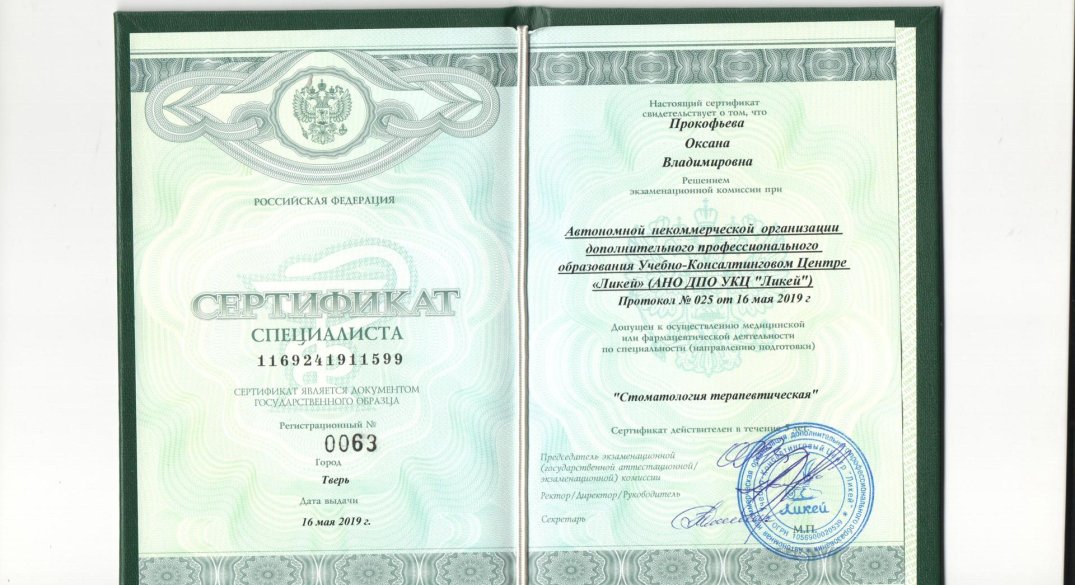 РОССИЙСКАЯ ФЕДЕРАЦИЯ
СЕРТИФИКАТ
СПЕЦИАЛИСТА
1169241911599
СЕРТИФИКАТ ЯВЛЯЕТСЯ ДОКУМЕНТОМ
ГОСУДАРСТВЕННОГО ОБРАЗЦА
Регистрационный №
0063
Город
Тверь
Дата выдачи
16 мая 2019 г.
Настоящий сертификат
свидетельствует о том, что
Прокофьева
Оксана
Владимировна
Решением
экзаменационной комиссии при
Автономной некоммерческой организации
дополнительного профессионального
образования Учебно-Консалтинговом Центре
«Ликей» (АНО ДПО УКЦ "Ликей")
Протокол № 025 от 16 мая 2019 г
Допущен к осуществлению медицинской
или фармацевтической деятельности
по специальности (направлению подготовки)
"Стоматология терапевтическая"
Сертификат действителен в течение 5 лет.
Председатель экзаменационной
(государственной аттестационной/
экзаменационной) комиссии
Ректор/Директор/Руководитель
Секретарь
М.П.
Ликей